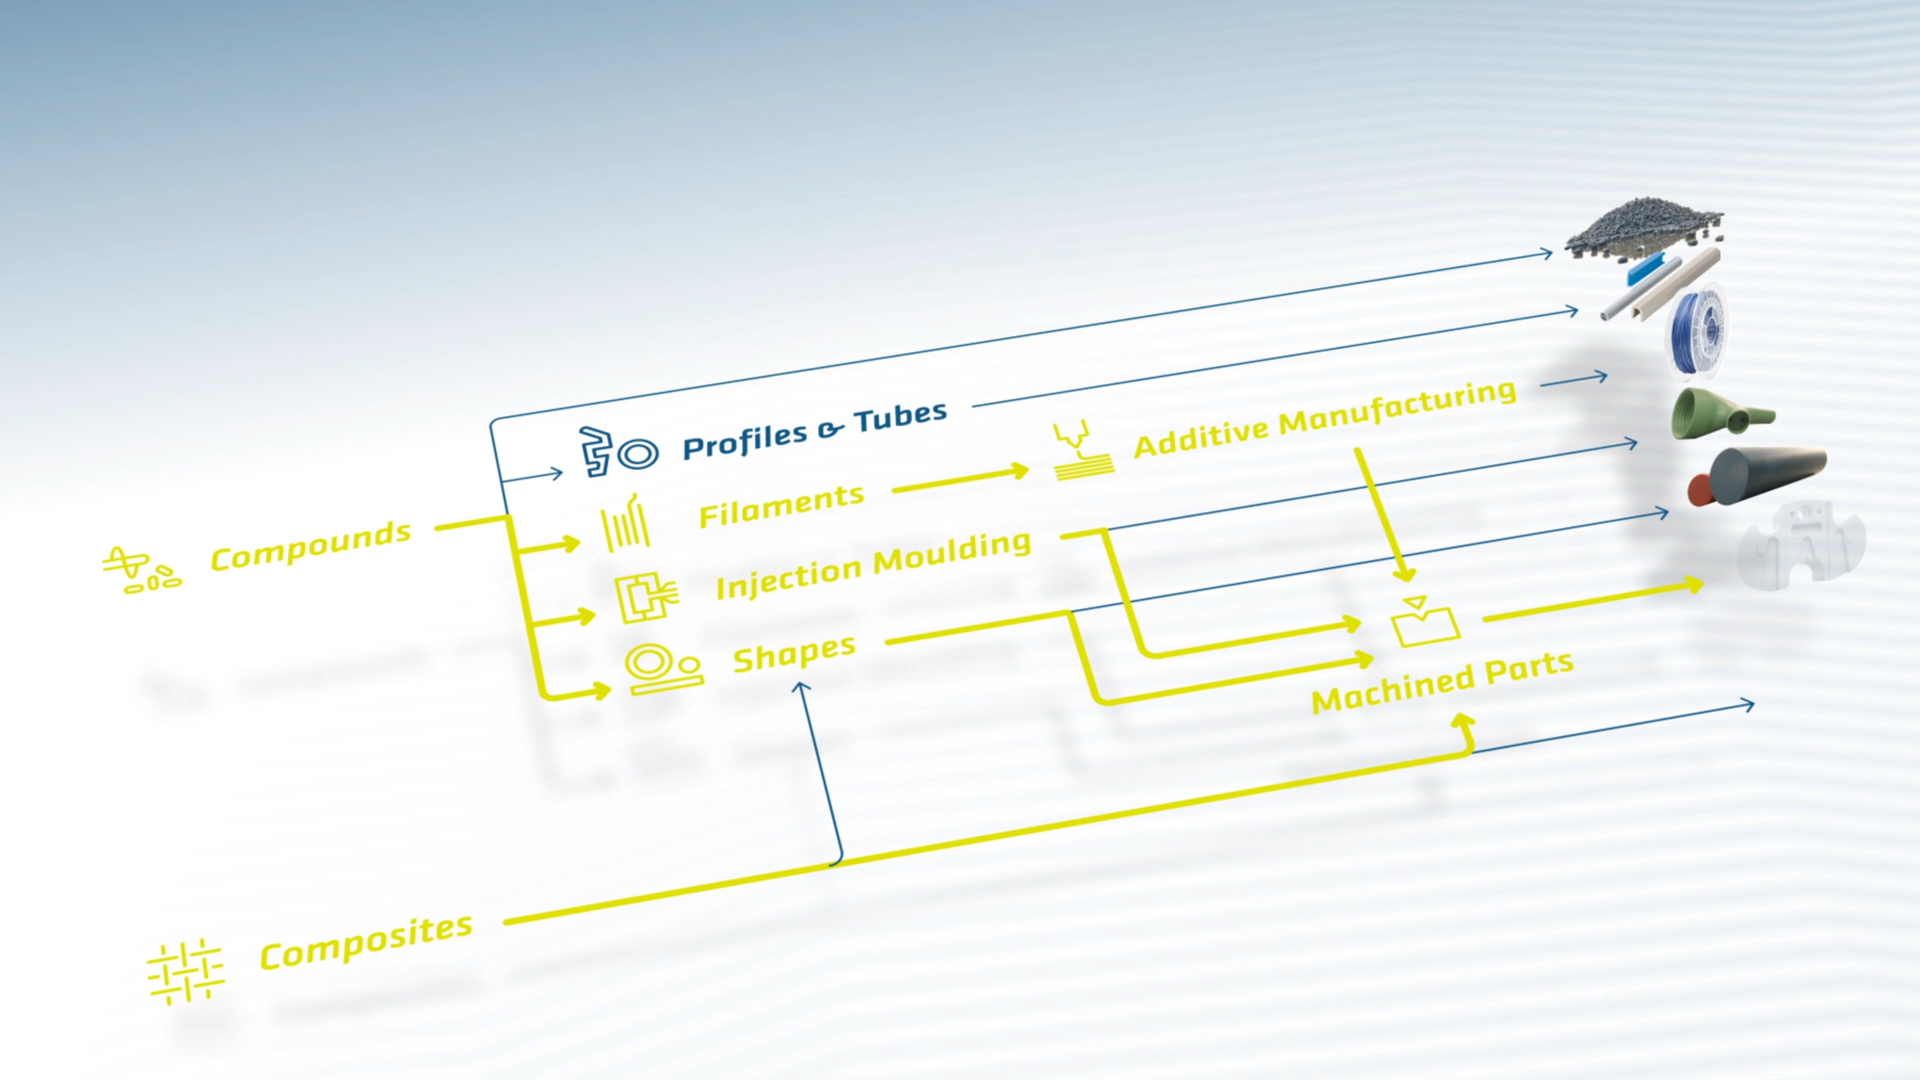 Profiles & Tubes
Additive Manufacturing
Filaments
Compounds
Injection Moulding
Shapes
Machined Parts
Composites